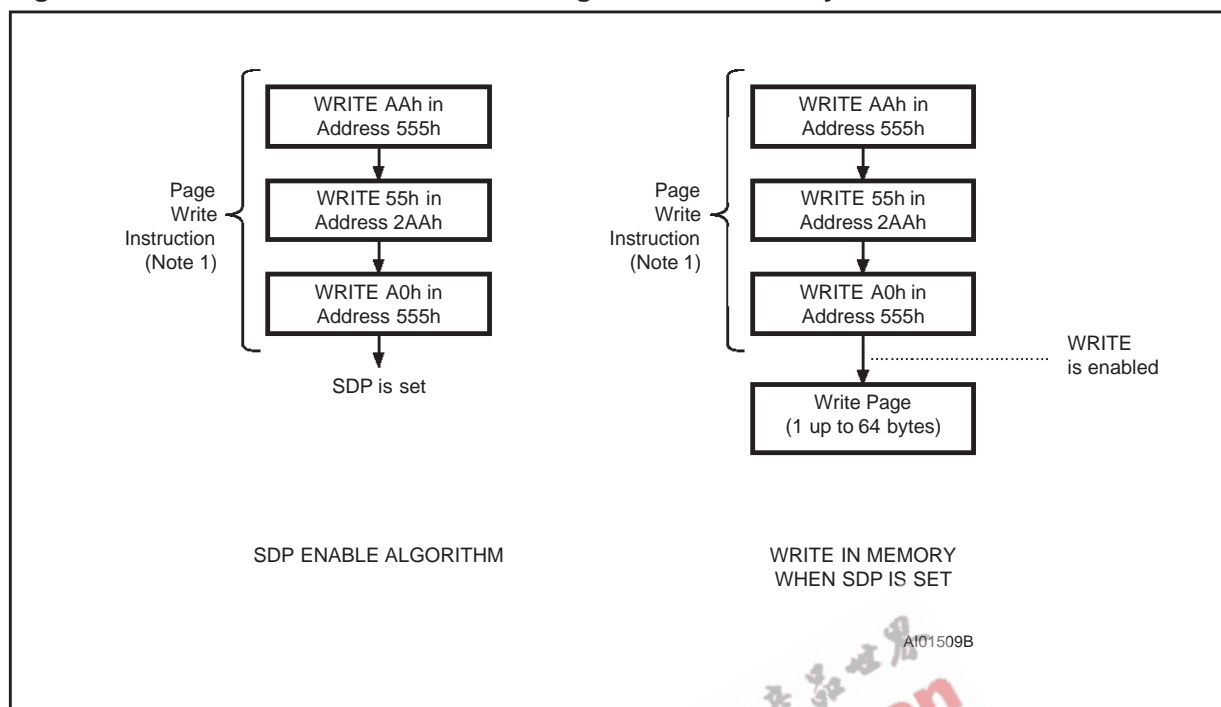 WRITE AAh in
Address 555h
WRITE 55h in
Address 2AAh
WRITE A0h in
Address 555h
Page
Write
Instruction
(Note 1)
SDP is set
SDP ENABLE ALGORITHM
WRITE AAh in
Address 555h
WRITE 55h in
Address 2AAh
WRITE A0h in
Address 555h
Page
Write
Instruction
(Note 1)
WRITE
is enabled
Write Page
(1 up to 64 bytes)
WRITE IN MEMORY
WHEN SDP IS SET
AI01509B